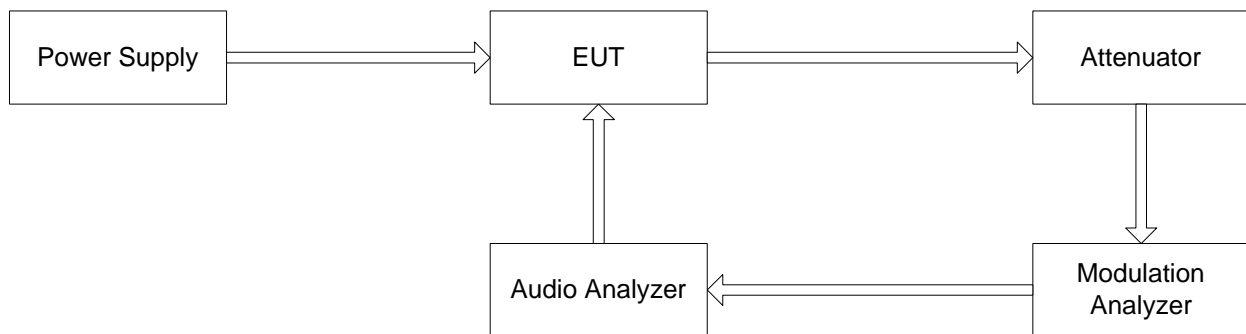 Power Supply
EUT
Attenuator
Audio Analyzer
Modulation
Analyzer